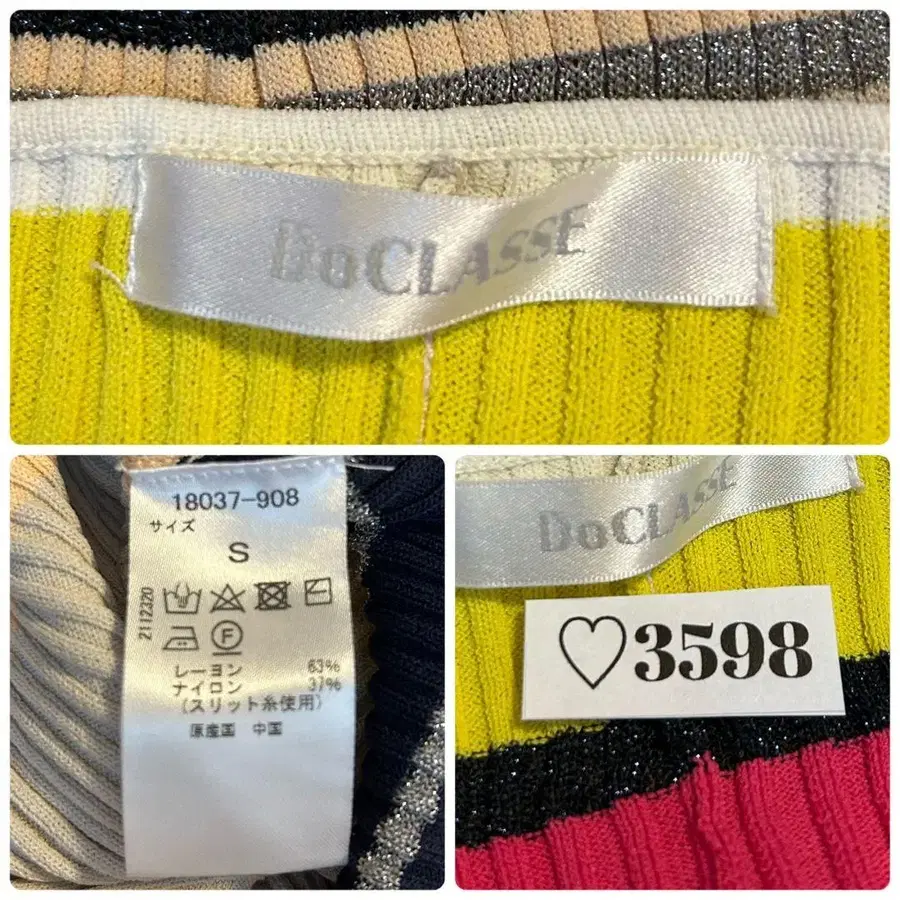 DoCLASSE
18037-908
サイズ
S
2112320
F
レーヨン 63%
ナイロン 37%
(スリット糸使用)
原産国 中国
DoCLASSE
♡3598